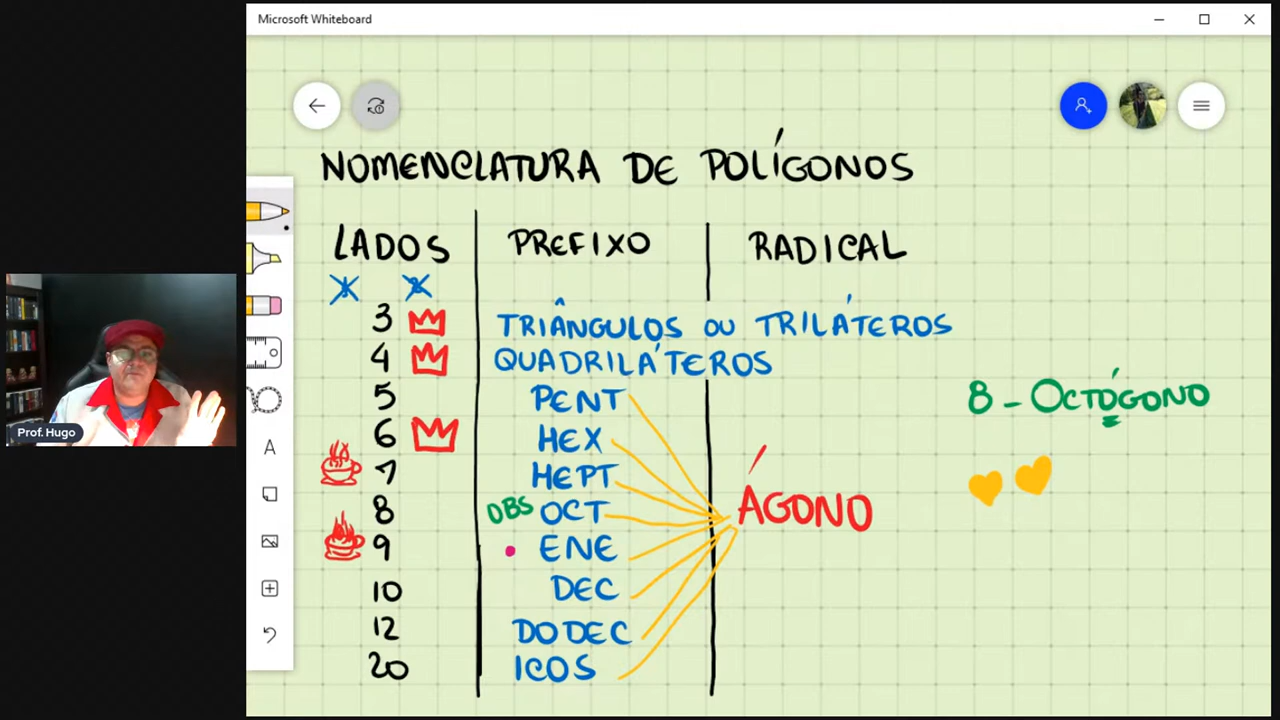 Microsoft Whiteboard
NOMENCLATURA DE POLÍGONOS
LADOS PREFIXO RADICAL
3 TRIÂNGULOS OU TRILÁTEROS
4 QUADRILÁTEROS
5 PENT
6 HEX
7 HEPT
OBS 8 OCT
9 ENE
10 DEC
12 DODEC
20 ICOS
ÁGONO
8 - OCTÓGONO
Prof. Hugo
A